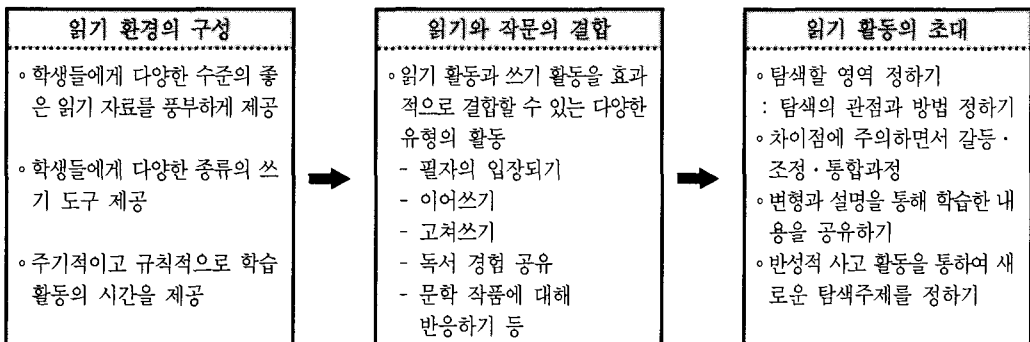 읽기 환경의 구성
◦학생들에게 다양한 수준의 좋
은 읽기 자료를 풍부하게 제공
◦학생들에게 다양한 종류의 쓰
기 도구 제공
◦주기적이고 규칙적으로 학습
활동의 시간을 제공
읽기와 작문의 결합
◦읽기 활동과 쓰기 활동을 효과
적으로 결합할 수 있는 다양한
유형의 활동
- 필자의 입장되기
- 이어쓰기
- 고쳐쓰기
- 독서 경험 공유
- 문학 작품에 대해
반응하기 등
읽기 활동의 초대
◦탐색할 영역 정하기
: 탐색의 관점과 방법 정하기
◦차이점에 주의하면서 갈등·
조정·통합과정
◦변형과 설명을 통해 학습한 내
용을 공유하기
◦반성적 사고 활동을 통하여 새
로운 탐색주제를 정하기